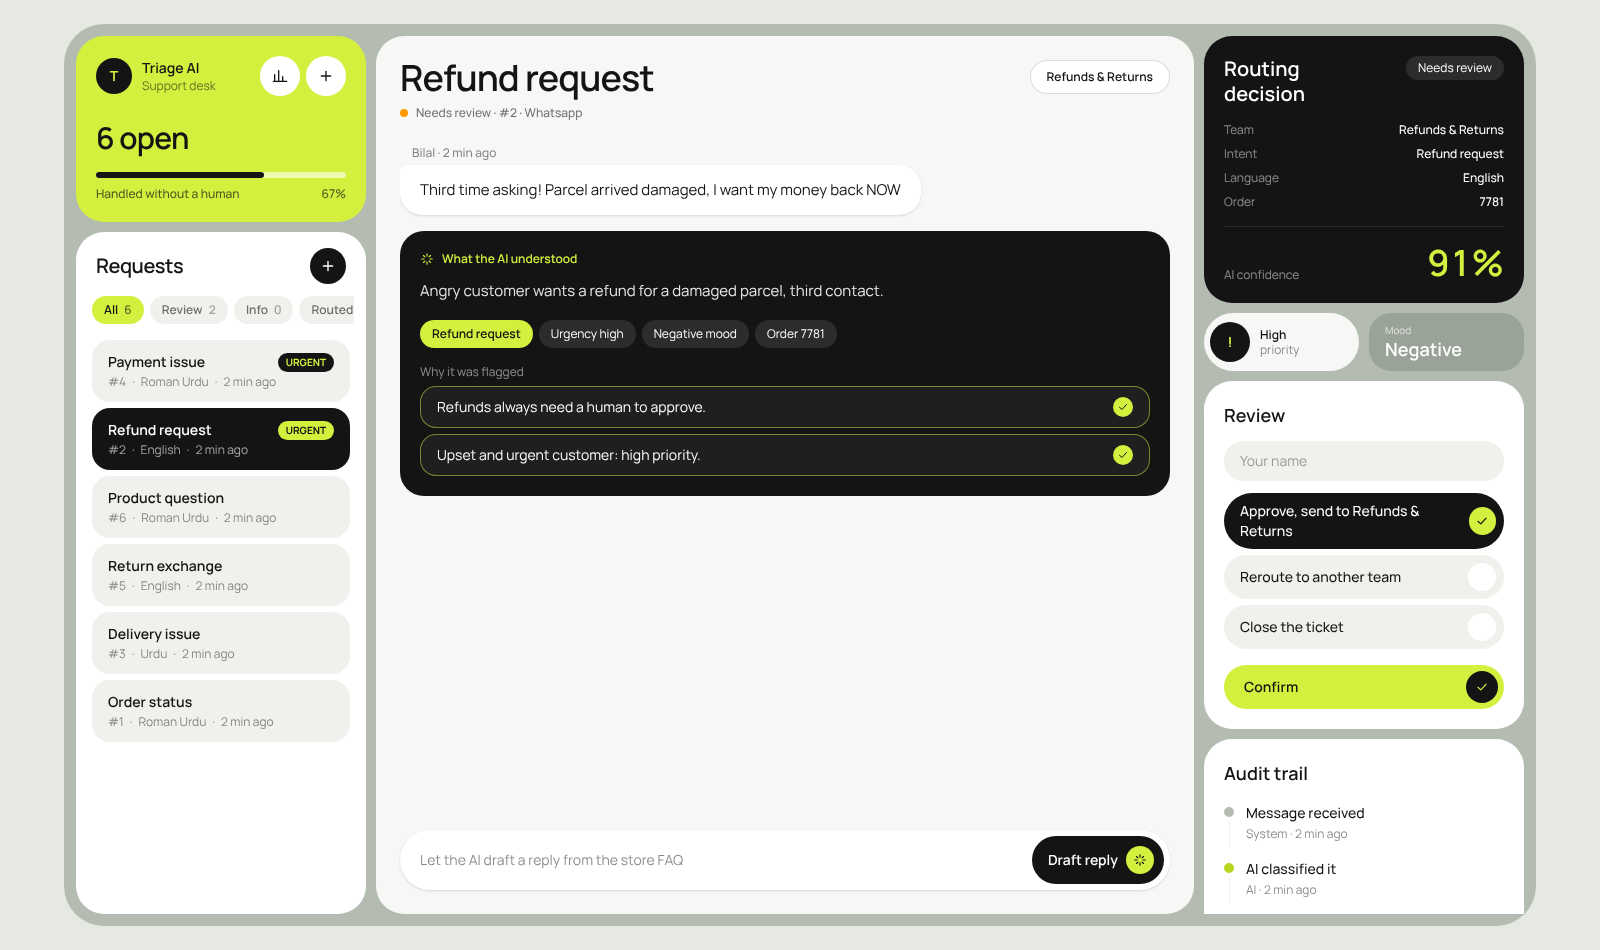 T
Triage AI
Support desk
6 open
Handled without a human 67%
Requests
All 6 Review 2 Info 0 Routed
Payment issue URGENT
#4 · Roman Urdu · 2 min ago
Refund request URGENT
#2 · English · 2 min ago
Product question
#6 · Roman Urdu · 2 min ago
Return exchange
#5 · English · 2 min ago
Delivery issue
#3 · Urdu · 2 min ago
Order status
#1 · Roman Urdu · 2 min ago
Refund request
Refunds & Returns
Needs review · #2 · Whatsapp
Bilal · 2 min ago
Third time asking! Parcel arrived damaged, I want my money back NOW
What the AI understood
Angry customer wants a refund for a damaged parcel, third contact.
Refund request Urgency high Negative mood Order 7781
Why it was flagged
Refunds always need a human to approve.
Upset and urgent customer: high priority.
Let the AI draft a reply from the store FAQ
Draft reply
Routing
decision
Needs review
Team Refunds & Returns
Intent Refund request
Language English
Order 7781
AI confidence 91%
!
High
priority
Mood
Negative
Review
Your name
Approve, send to Refunds &
Returns
Reroute to another team
Close the ticket
Confirm
Audit trail
Message received
System · 2 min ago
AI classified it
AI · 2 min ago